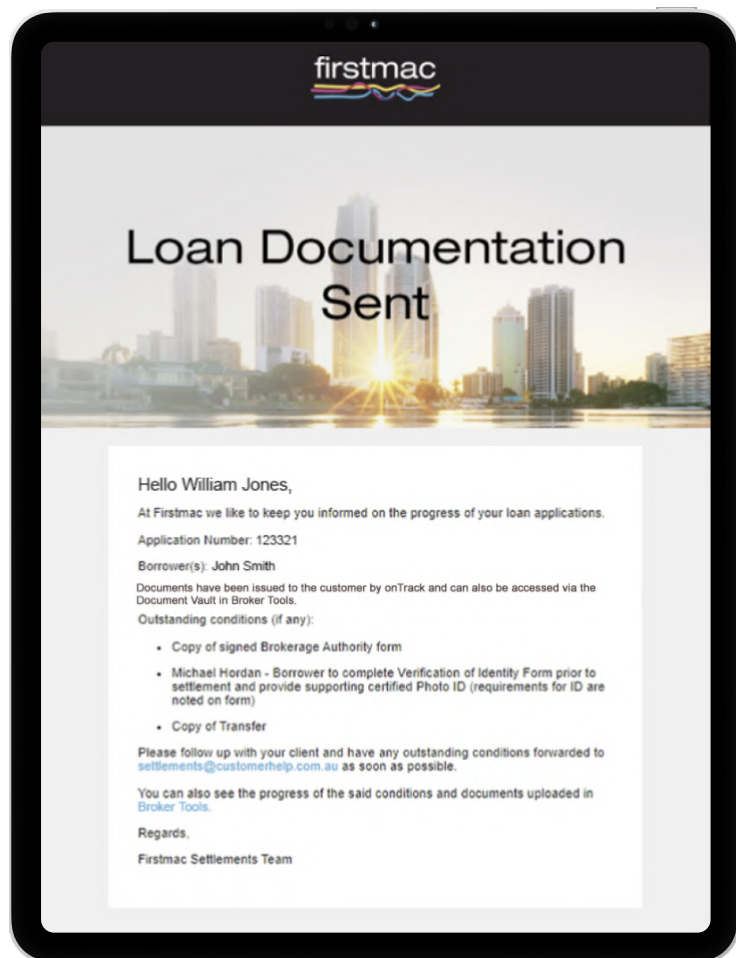 firstmac
Loan Documentation
Sent
Hello William Jones,
At Firstmac we like to keep you informed on the progress of your loan applications.
Application Number: 123321
Borrower(s): John Smith
Documents have been issued to the customer by onTrack and can also be accessed via the
Document Vault in Broker Tools.
Outstanding conditions (if any):
• Copy of signed Brokerage Authority form
• Michael Hordan - Borrower to complete Verification of Identity Form prior to
settlement and provide supporting certified Photo ID (requirements for ID are
noted on form)
• Copy of Transfer
Please follow up with your client and have any outstanding conditions forwarded to
settlements@customerhelp.com.au as soon as possible.
You can also see the progress of the said conditions and documents uploaded in
Broker Tools.
Regards,
Firstmac Settlements Team